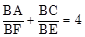 BA/BF + BC/BE = 4